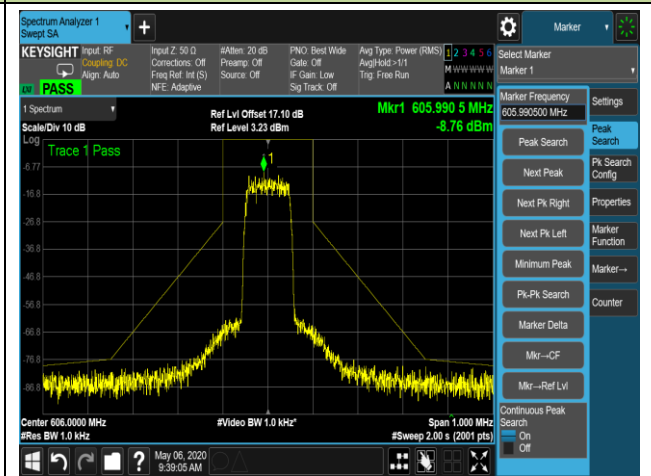 Spectrum Analyzer 1
Swept SA
+
Marker
KEYSIGHT
PASS
Input: RF
Coupling: DC
Align: Auto
Input Z: 50 Ω
Corrections: Off
Freq Ref: Int (S)
NFE: Adaptive
#Atten: 20 dB
Preamp: Off
Source: Off
PNO: Best Wide
Gate: Off
IF Gain: Low
Sig Track: Off
Avg Type: Power (RMS)
Avg|Hold:>1/1
Trig: Free Run
1 2 3 4 5 6
M W W W W W
A N N N N N
Select Marker
Marker 1
1 Spectrum
Scale/Div 10 dB
Ref Lvl Offset 17.10 dB
Ref Level 3.23 dBm
Mkr1 605.990 5 MHz
-8.76 dBm
Log
Trace 1 Pass
1
-6.77
-16.8
-26.8
-36.8
-46.8
-56.8
-66.8
-76.8
-86.8
Center 606.0000 MHz
#Res BW 1.0 kHz
#Video BW 1.0 kHz*
Span 1.000 MHz
#Sweep 2.00 s (2001 pts)
Marker Frequency
605.990500 MHz
Peak Search
Next Peak
Next Pk Right
Next Pk Left
Minimum Peak
Pk-Pk Search
Marker Delta
Mkr→CF
Mkr→Ref Lvl
Continuous Peak
Search
On
Off
Settings
Peak
Search
Pk Search
Config
Properties
Marker
Function
Marker→
Counter
?
May 06, 2020
9:39:05 AM